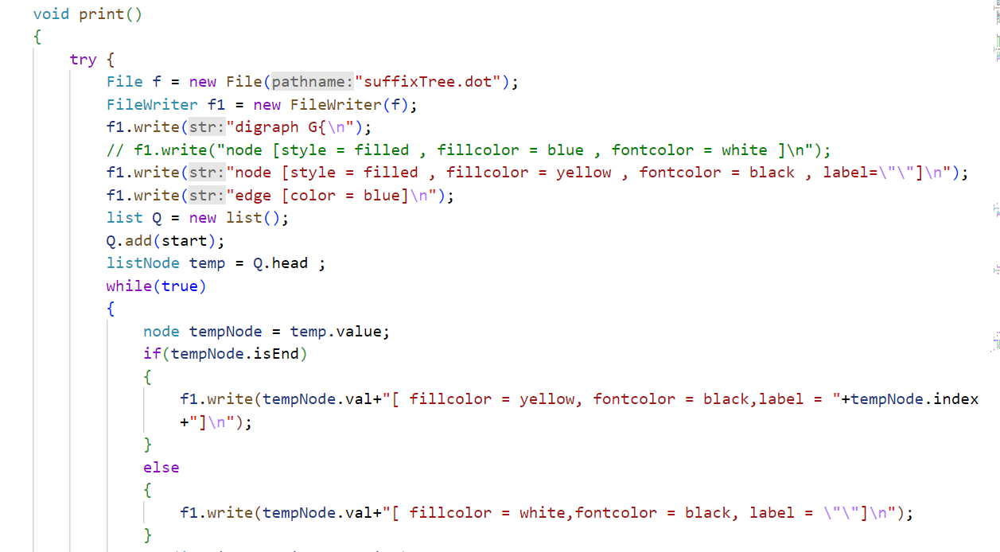 void print()
{
try {
File f = new File(pathname:"suffixTree.dot");
FileWriter f1 = new FileWriter(f);
f1.write(str:"digraph G{\n");
// f1.write("node [style = filled , fillcolor = blue , fontcolor = white ]\n");
f1.write(str:"node [style = filled , fillcolor = yellow , fontcolor = black , label=\"\"]\n");
f1.write(str:"edge [color = blue]\n");
list Q = new list();
Q.add(start);
listNode temp = Q.head ;
while(true)
{
node tempNode = temp.value;
if(tempNode.isEnd)
{
f1.write(tempNode.val+"[ fillcolor = yellow, fontcolor = black,label = "+tempNode.index
+"]\n");
}
else
{
f1.write(tempNode.val+"[ fillcolor = white,fontcolor = black, label = \"\"]\n");
}